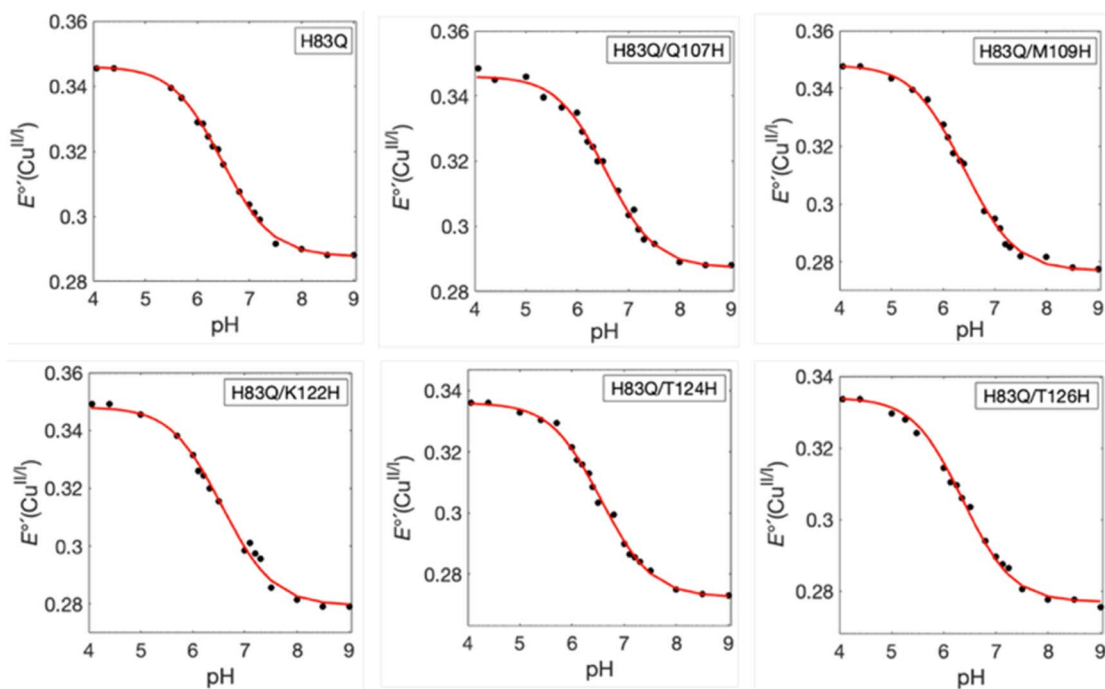 0.36
0.34
0.32
0.3
0.28
E°′(Cu^II/I)
4 5 6 7 8 9
pH
H83Q
0.36
0.34
0.32
0.3
0.28
E°′(Cu^II/I)
4 5 6 7 8 9
pH
H83Q/Q107H
0.36
0.34
0.32
0.3
0.28
E°′(Cu^II/I)
4 5 6 7 8 9
pH
H83Q/M109H
0.36
0.34
0.32
0.3
0.28
E°′(Cu^II/I)
4 5 6 7 8 9
pH
H83Q/K122H
0.34
0.32
0.3
0.28
E°′(Cu^II/I)
4 5 6 7 8 9
pH
H83Q/T124H
0.34
0.32
0.3
0.28
E°′(Cu^II/I)
4 5 6 7 8 9
pH
H83Q/T126H